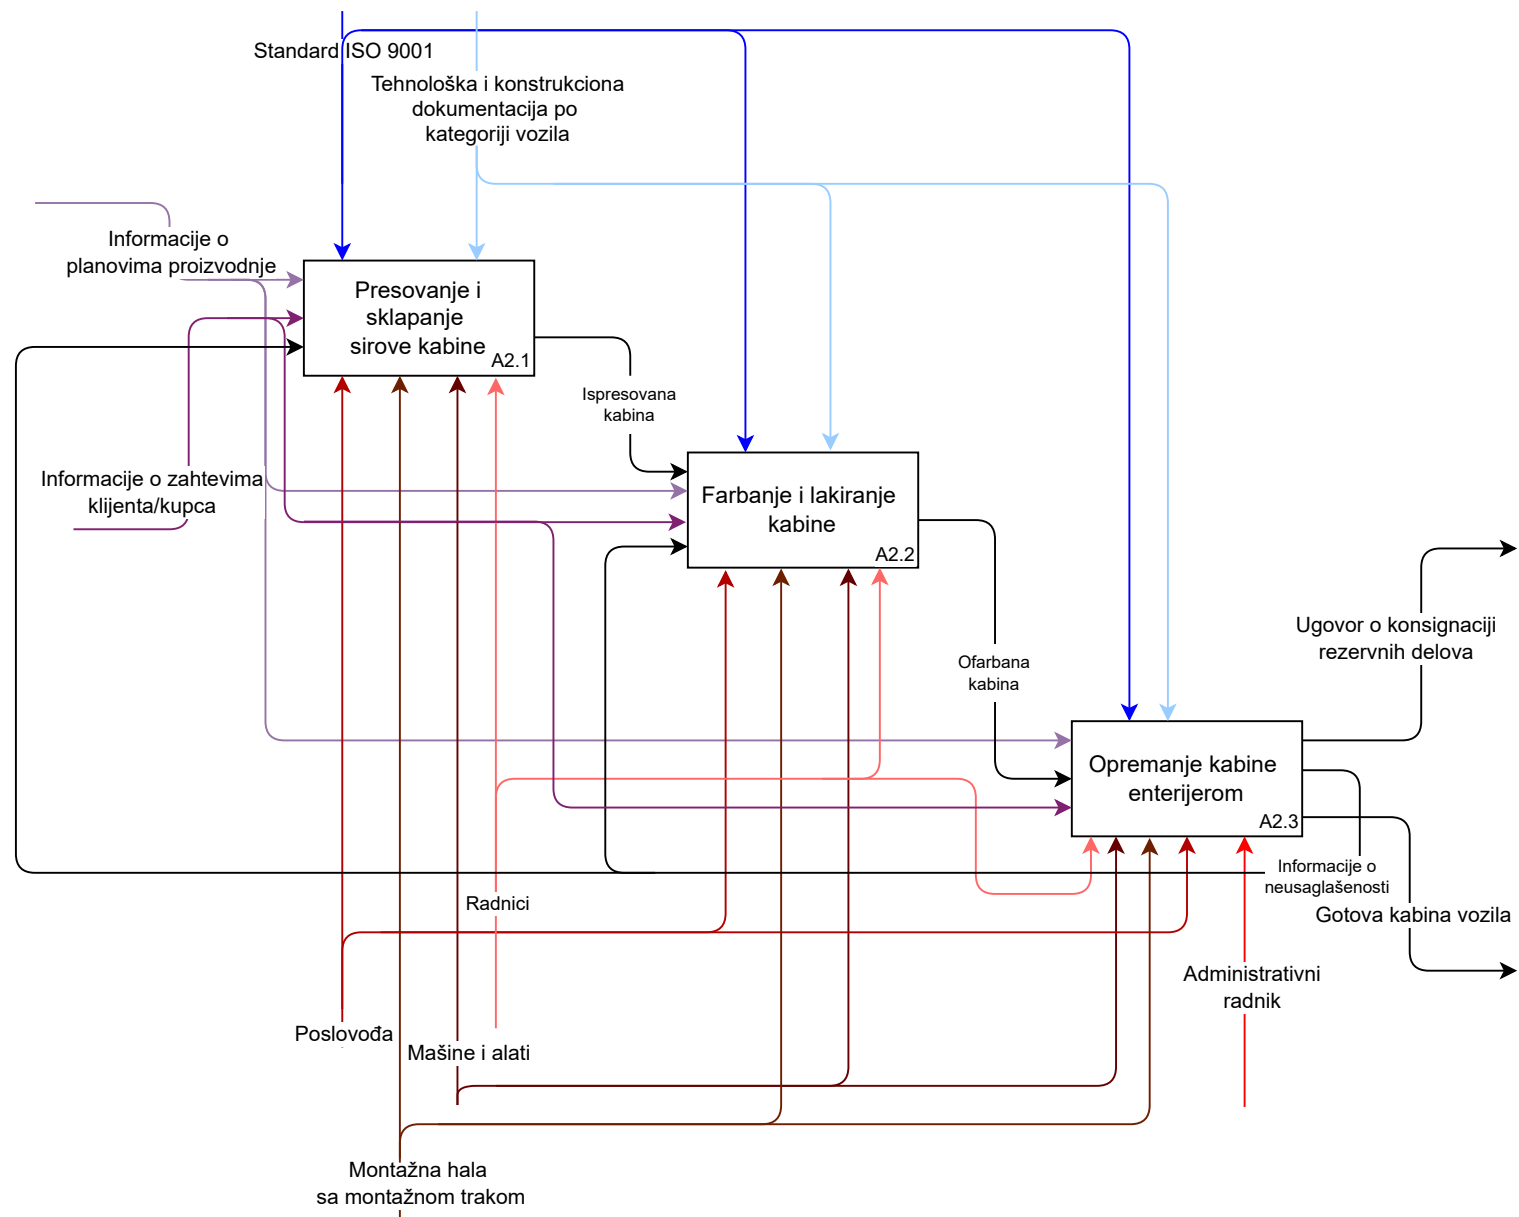 Standard ISO 9001
Tehnološka i konstrukciona
dokumentacija po
kategoriji vozila
Informacije o
planovima proizvodnje
Presovanje i
sklapanje
sirove kabine
A2.1
Ispresovana
kabina
Informacije o zahtevima
klijenta/kupca
Farbanje i lakiranje
kabine
A2.2
Ugovor o konsignaciji
rezervnih delova
Ofarbana
kabina
Opremanje kabine
enterijerom
A2.3
Informacije o
neusaglašenosti
Radnici
Gotova kabina vozila
Administrativni
radnik
Poslovođa
Mašine i alati
Montažna hala
sa montažnom trakom